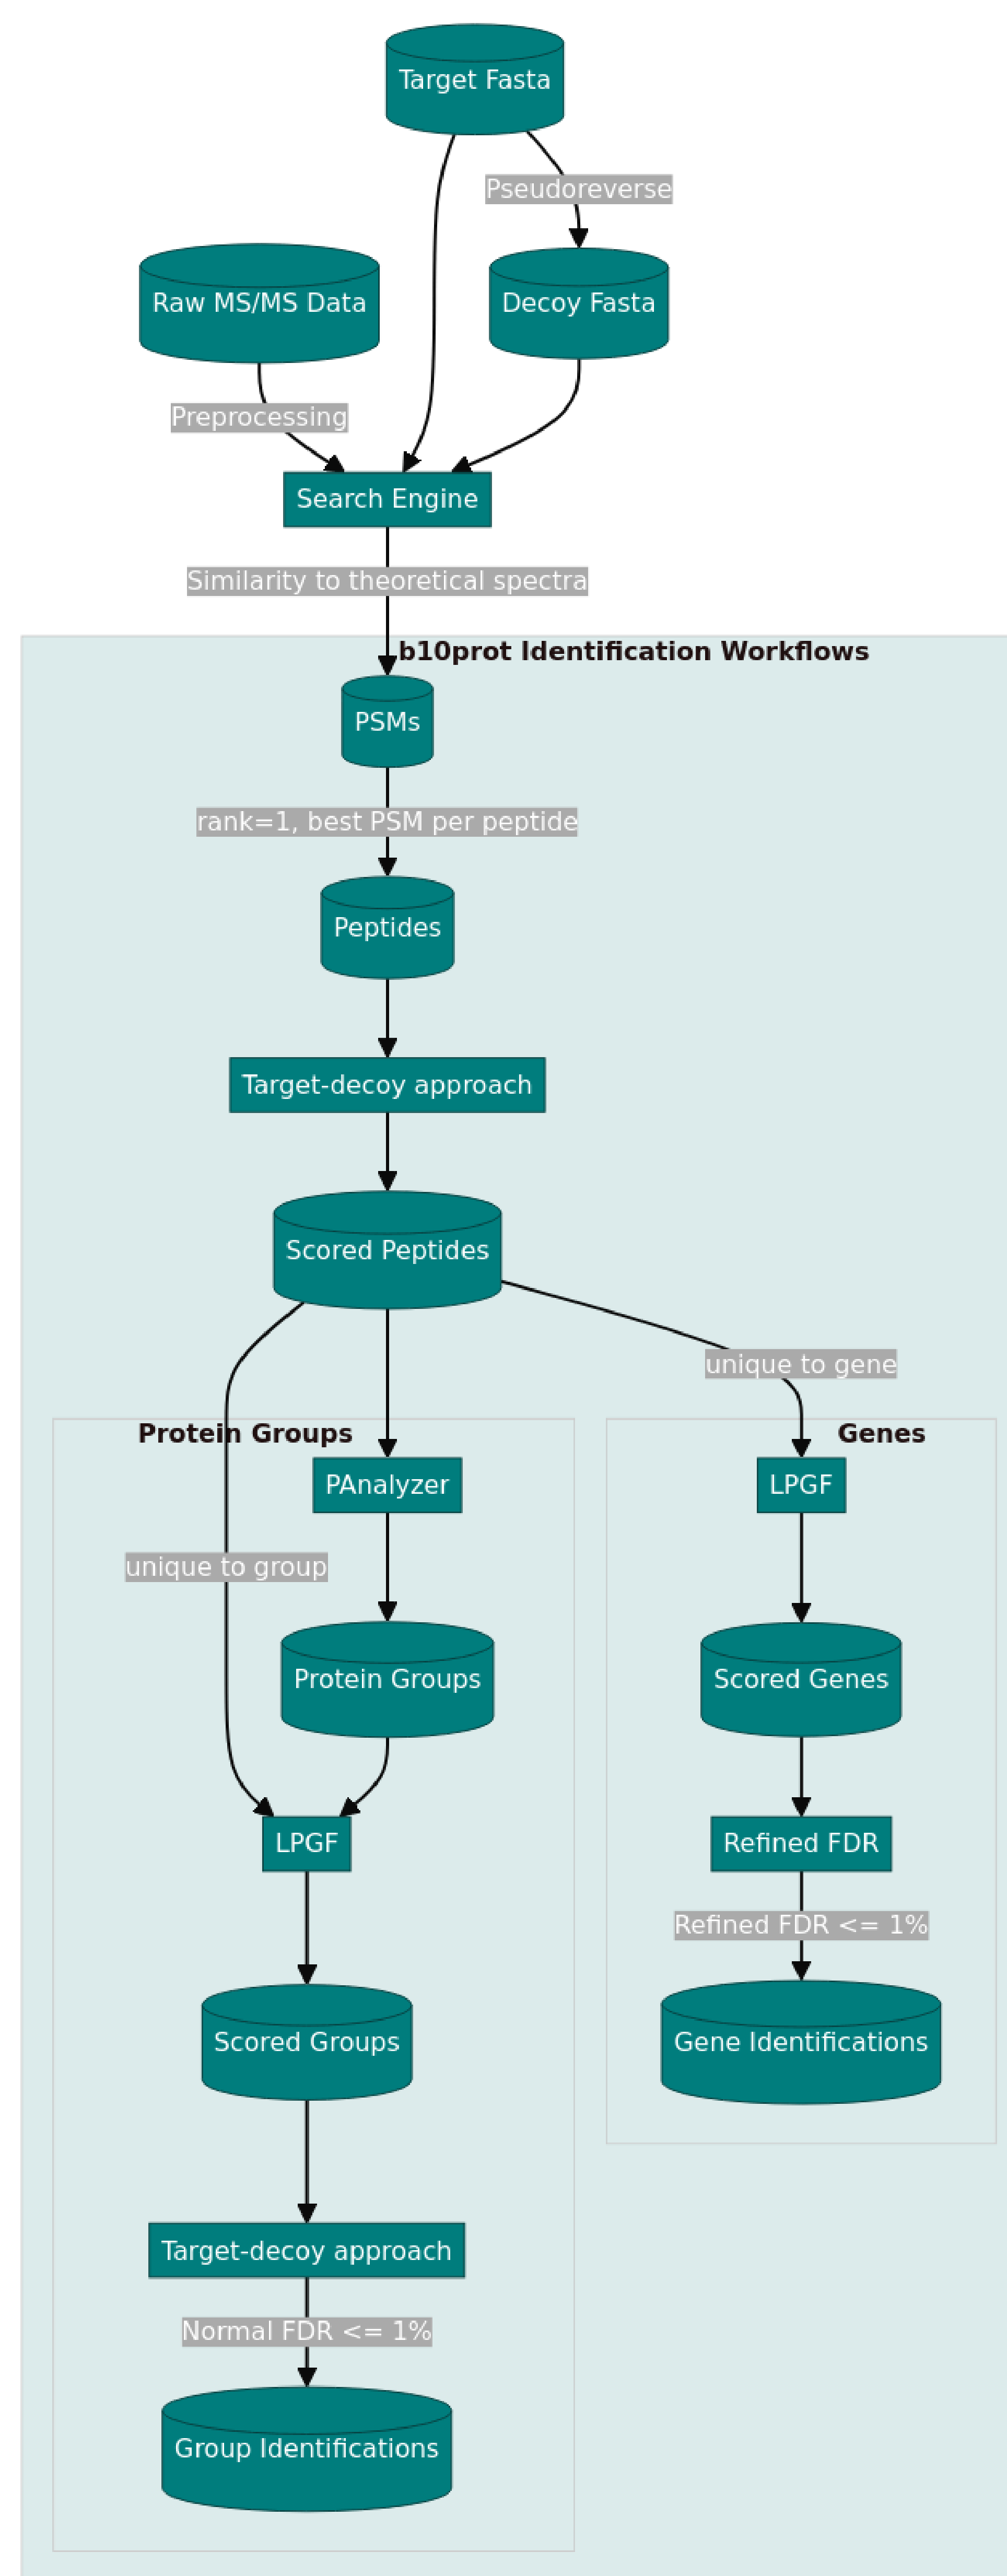 Target Fasta
Pseudoreverse
Raw MS/MS Data
Decoy Fasta
Preprocessing
Search Engine
Similarity to theoretical spectra
b10prot Identification Workflows
PSMs
rank=1, best PSM per peptide
Peptides
Target-decoy approach
Scored Peptides
unique to gene
Protein Groups
Genes
PAnalyzer
LPGF
unique to group
Protein Groups
Scored Genes
LPGF
Refined FDR
Refined FDR <= 1%
Scored Groups
Gene Identifications
Target-decoy approach
Normal FDR <= 1%
Group Identifications